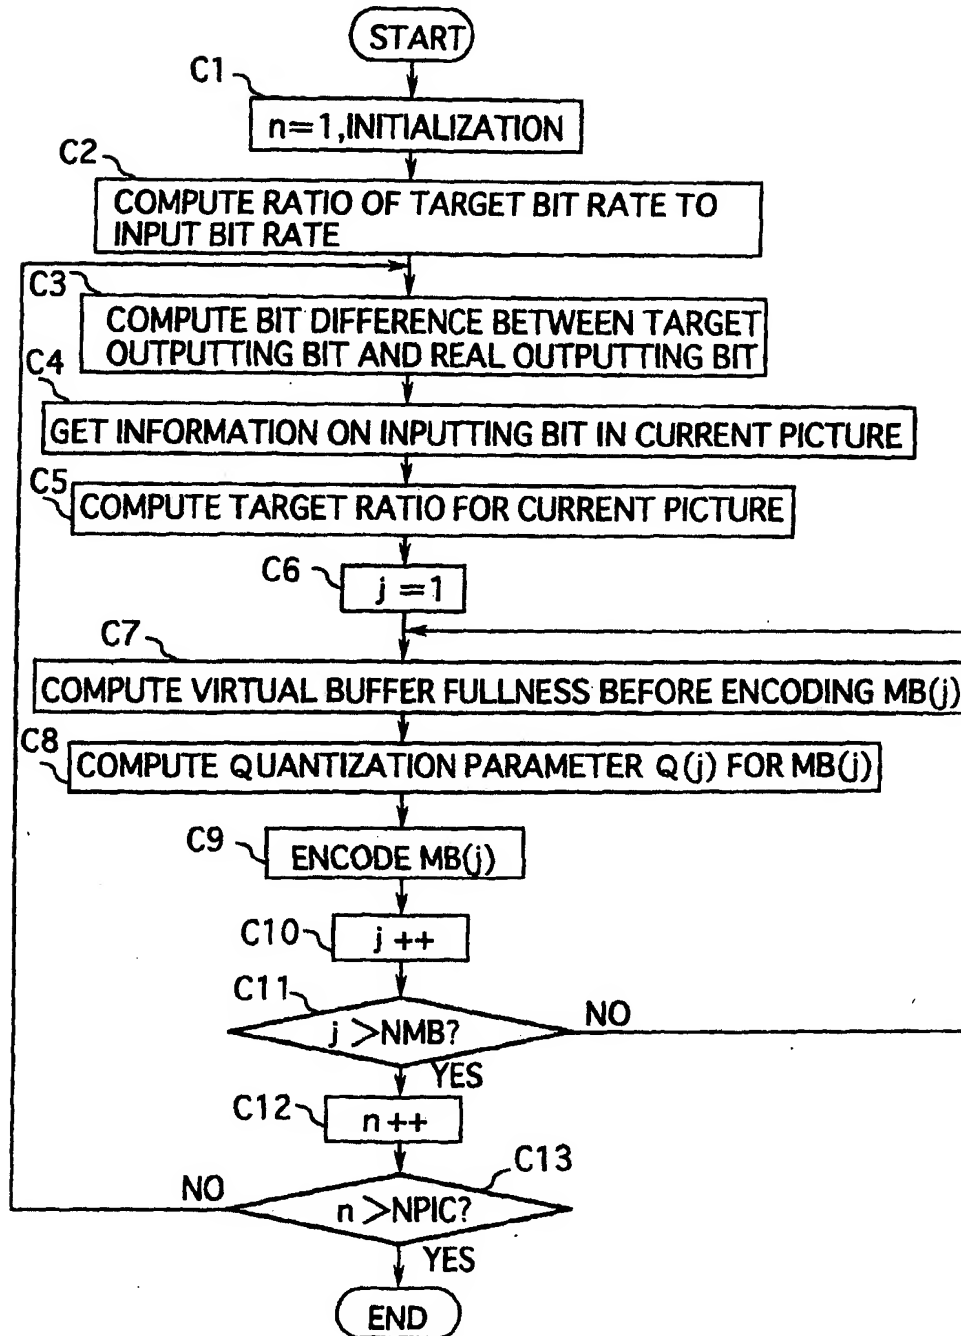 START
C1
n=1,INITIALIZATION
C2
COMPUTE RATIO OF TARGET BIT RATE TO
INPUT BIT RATE
C3
COMPUTE BIT DIFFERENCE BETWEEN TARGET
OUTPUTTING BIT AND REAL OUTPUTTING BIT
C4
GET INFORMATION ON INPUTTING BIT IN CURRENT PICTURE
C5
COMPUTE TARGET RATIO FOR CURRENT PICTURE
C6
j=1
C7
COMPUTE VIRTUAL BUFFER FULLNESS BEFORE ENCODING MB(j)
C8
COMPUTE QUANTIZATION PARAMETER Q(j) FOR MB(j)
C9
ENCODE MB(j)
C10
j++
C11
j >NMB?
NO
YES
C12
n++
C13
NO
n >NPIC?
YES
END